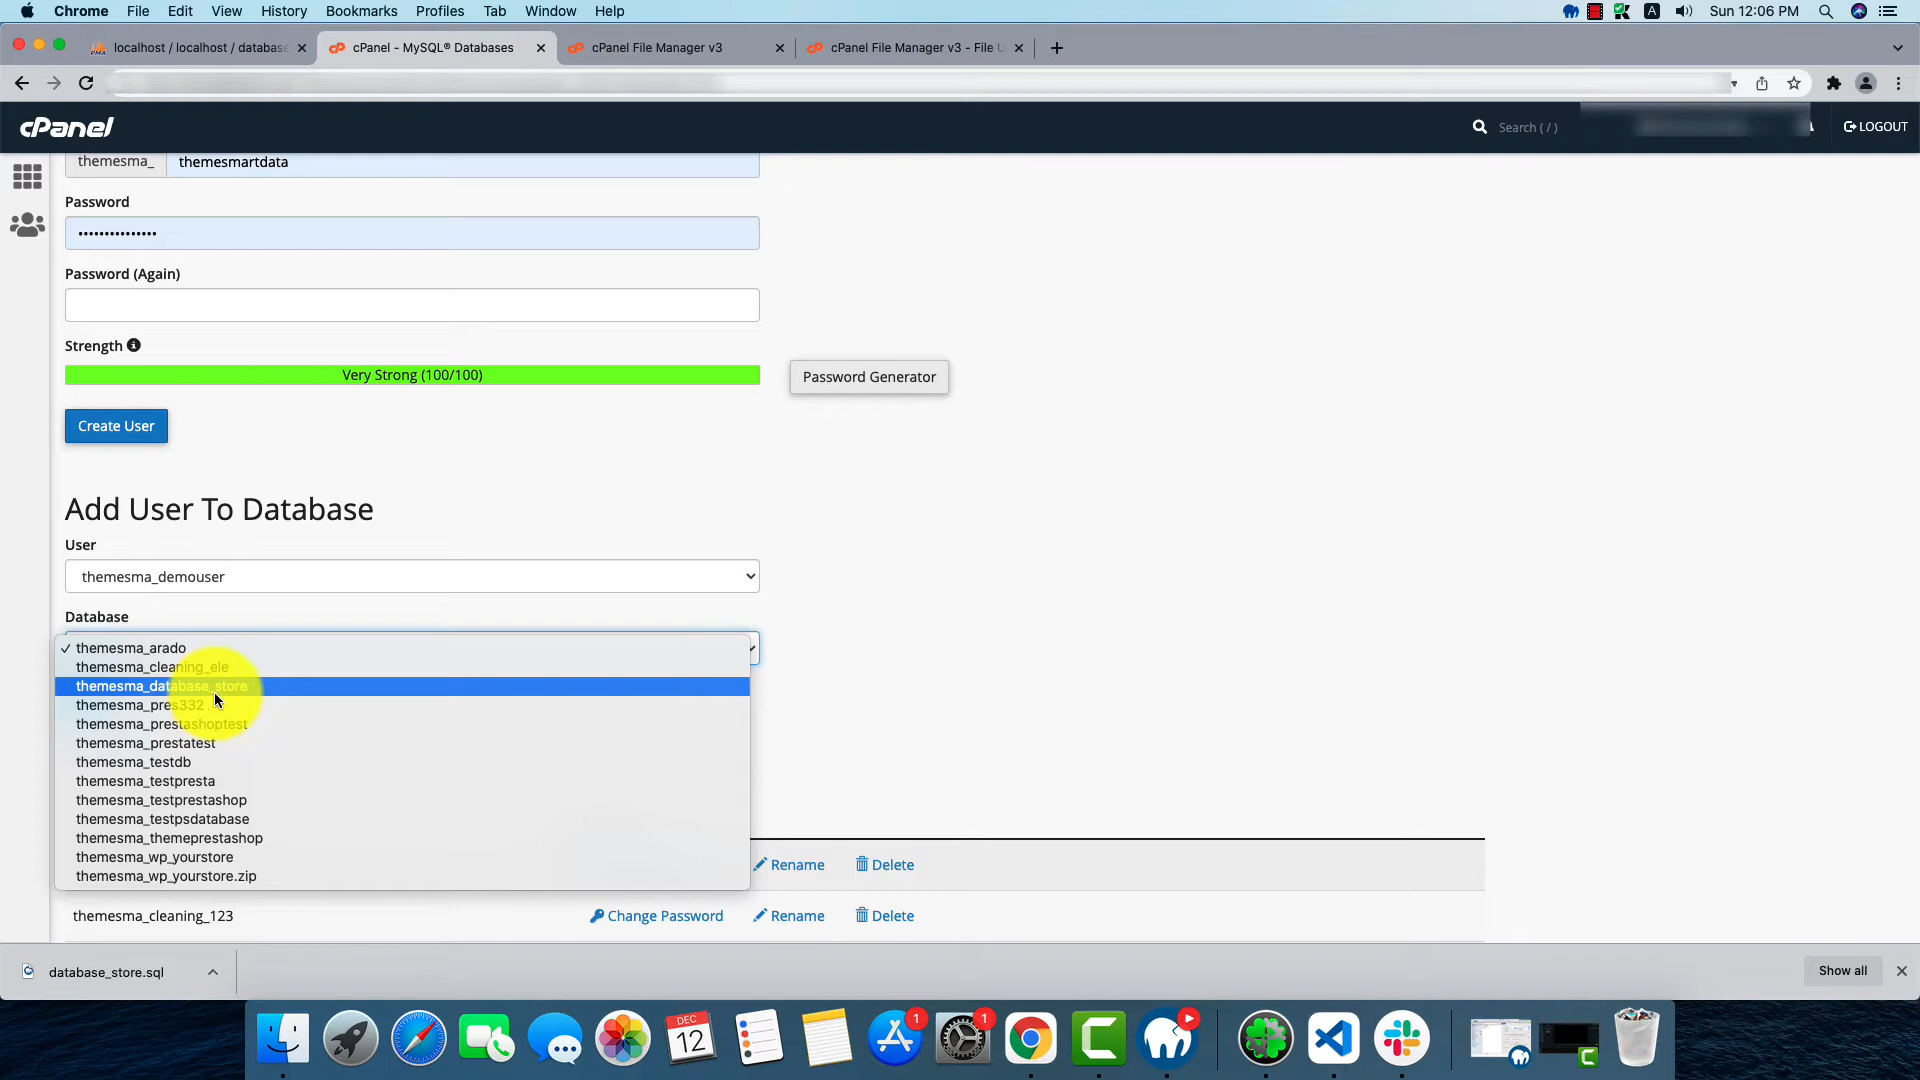 Chrome File Edit View History Bookmarks Profiles Tab Window Help A Sun 12:06 PM
PMA localhost / localhost / database cPanel - MySQL® Databases cPanel File Manager v3 cPanel File Manager v3 - File U
cPanel Search ( / ) LOGOUT
themesma_ themesmartdata
Password
•••••••••••••••
Password (Again)
Strength
Very Strong (100/100)
Password Generator
Create User
Add User To Database
User
themesma_demouser
Database
✓ themesma_arado
themesma_cleaning_ele
themesma_database_store
themesma_pres332
themesma_prestashoptest
themesma_prestatest
themesma_testdb
themesma_testpresta
themesma_testprestashop
themesma_testpsdatabase
themesma_themeprestashop
themesma_wp_yourstore
themesma_wp_yourstore.zip
Rename Delete
themesma_cleaning_123 Change Password Rename Delete
database_store.sql Show all
DEC
12
1
1